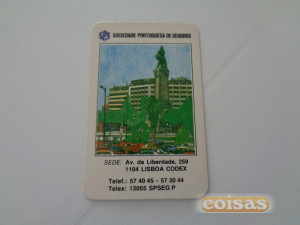 SPS SOCIEDADE PORTUGUESA DE SEGUROS
SEDE: Av. da Liberdade, 259
1104 LISBOA CODEX
Telef.: 57 40 45 - 57 30 44
Telex: 13055 SPSEG P
coisas